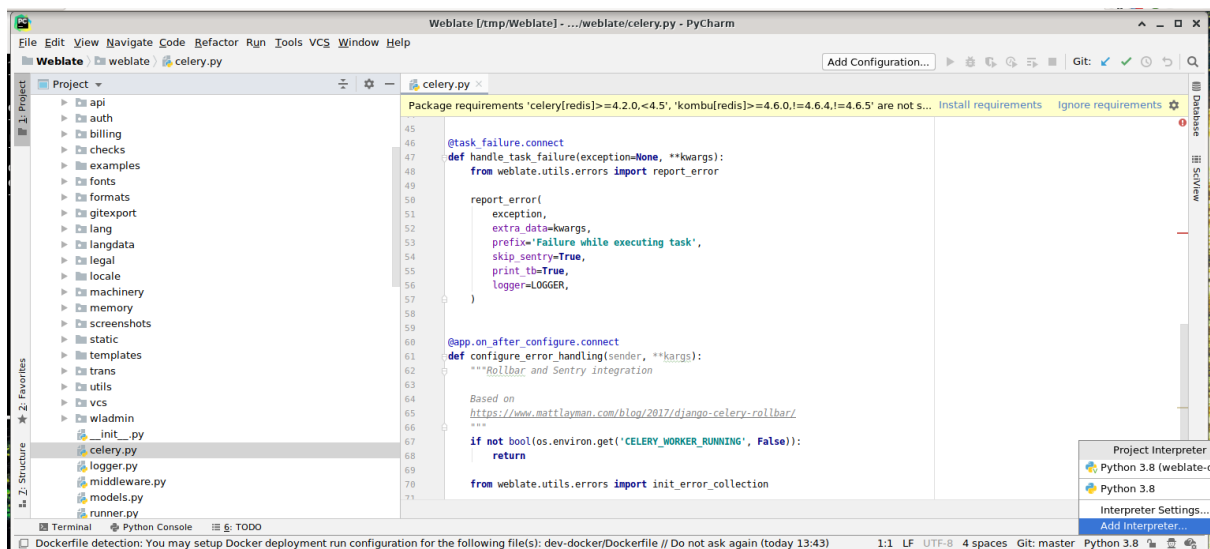 Weblate [/tmp/Weblate] - .../weblate/celery.py - PyCharm
File Edit View Navigate Code Refactor Run Tools VCS Window Help
Weblate weblate celery.py
Add Configuration... Git:
1: Project
Project
celery.py
Package requirements 'celery[redis]>=4.2.0,<4.5', 'kombu[redis]>=4.6.0,!=4.6.4,!=4.6.5' are not s... Install requirements Ignore requirements
Database
SciView
api
auth
billing
checks
examples
fonts
formats
gitexport
lang
langdata
legal
locale
machinery
memory
screenshots
static
templates
trans
utils
vcs
wladmin
__init__.py
celery.py
logger.py
middleware.py
models.py
runner.py
2: Favorites
7: Structure
45
46 @task_failure.connect
47 def handle_task_failure(exception=None, **kwargs):
48 from weblate.utils.errors import report_error
49
50 report_error(
51 exception,
52 extra_data=kwargs,
53 prefix='Failure while executing task',
54 skip_sentry=True,
55 print_tb=True,
56 logger=LOGGER,
57 )
58
59
60 @app.on_after_configure.connect
61 def configure_error_handling(sender, **kargs):
62 """Rollbar and Sentry integration
63
64 Based on
65 https://www.mattlayman.com/blog/2017/django-celery-rollbar/
66 """
67 if not bool(os.environ.get('CELERY_WORKER_RUNNING', False)):
68 return
69
70 from weblate.utils.errors import init_error_collection
71
Project Interpreter
Python 3.8 (weblate-
Python 3.8
Interpreter Settings...
Add Interpreter...
Terminal Python Console 6: TODO
Dockerfile detection: You may setup Docker deployment run configuration for the following file(s): dev-docker/Dockerfile // Do not ask again (today 13:43) 1:1 LF UTF-8 4 spaces Git: master Python 3.8